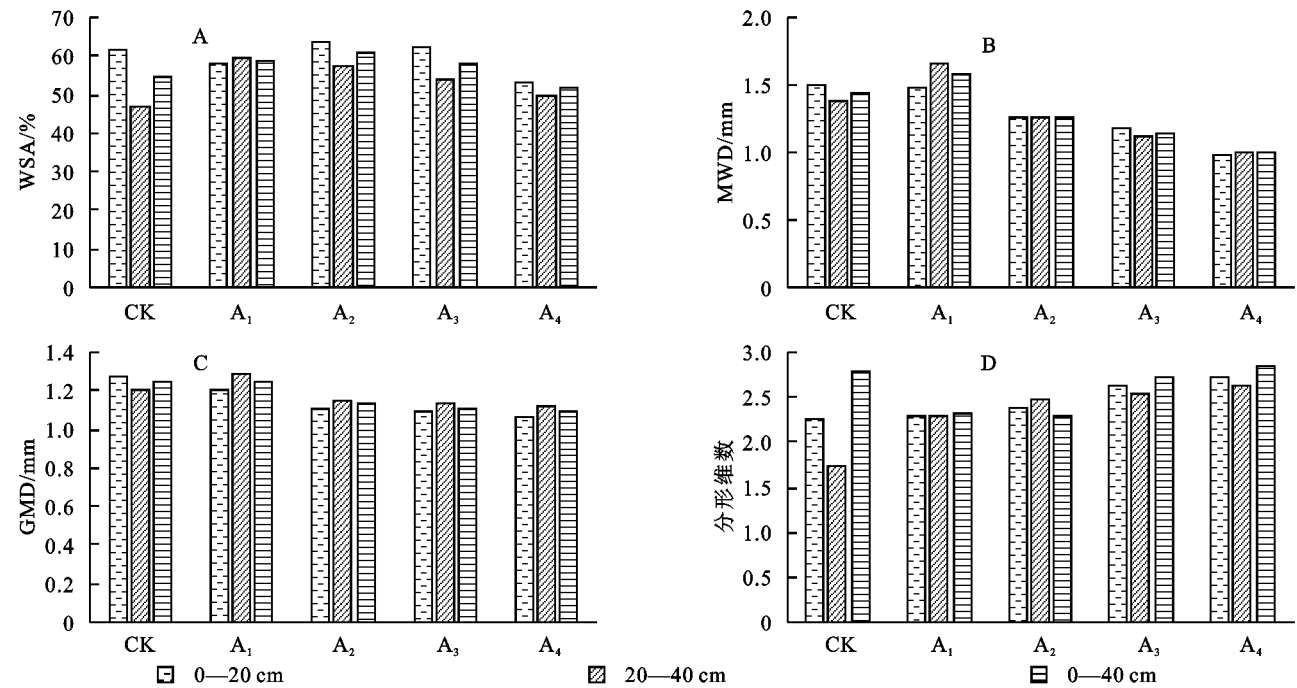 A
WSA/%
70
60
50
40
30
20
10
0
CK A₁ A₂ A₃ A₄
B
MWD/mm
2.0
1.5
1.0
0.5
0
CK A₁ A₂ A₃ A₄
C
GMD/mm
1.4
1.2
1.0
0.8
0.6
0.4
0.2
0
CK A₁ A₂ A₃ A₄
D
分形维数
3.0
2.5
2.0
1.5
1.0
0.5
0
CK A₁ A₂ A₃ A₄
0—20 cm 20—40 cm 0—40 cm